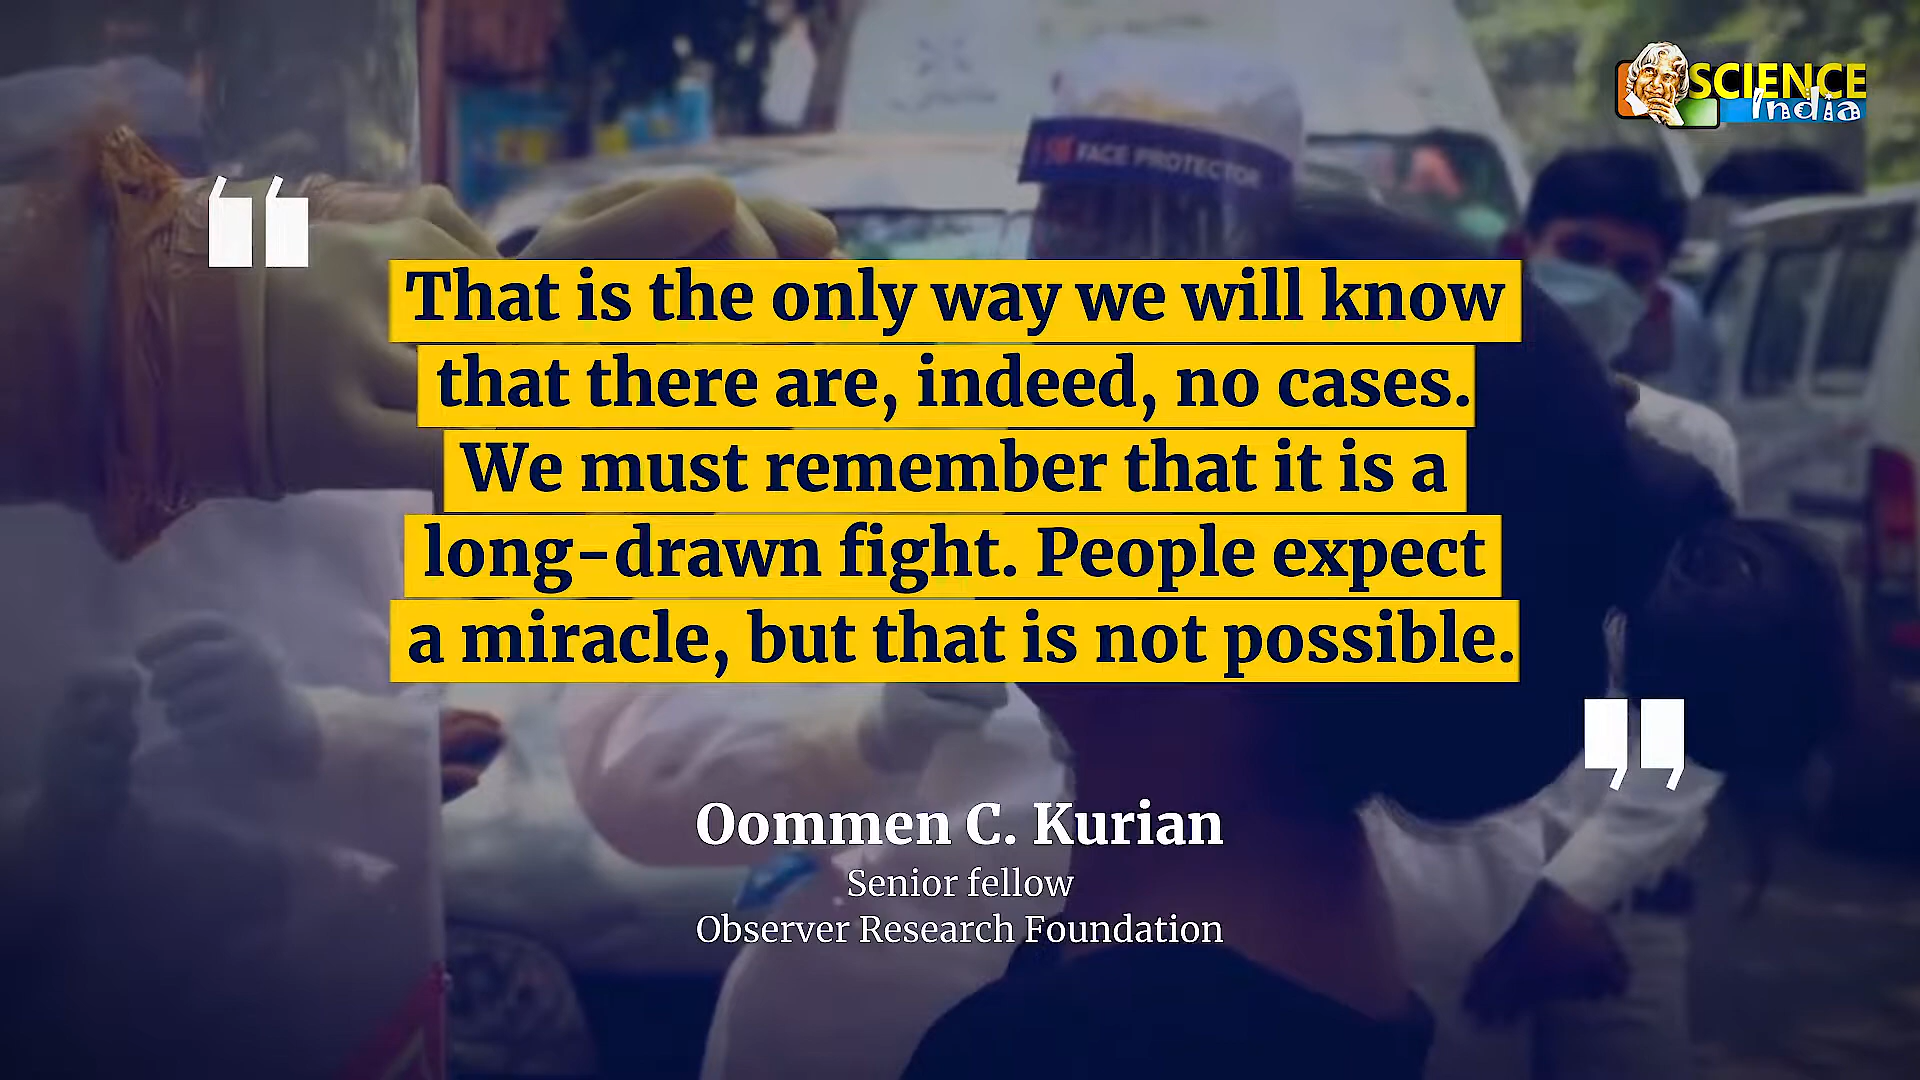 SCIENCE
India
FACE PROTECTOR
That is the only way we will know
that there are, indeed, no cases.
We must remember that it is a
long-drawn fight. People expect
a miracle, but that is not possible.
Oommen C. Kurian
Senior fellow
Observer Research Foundation